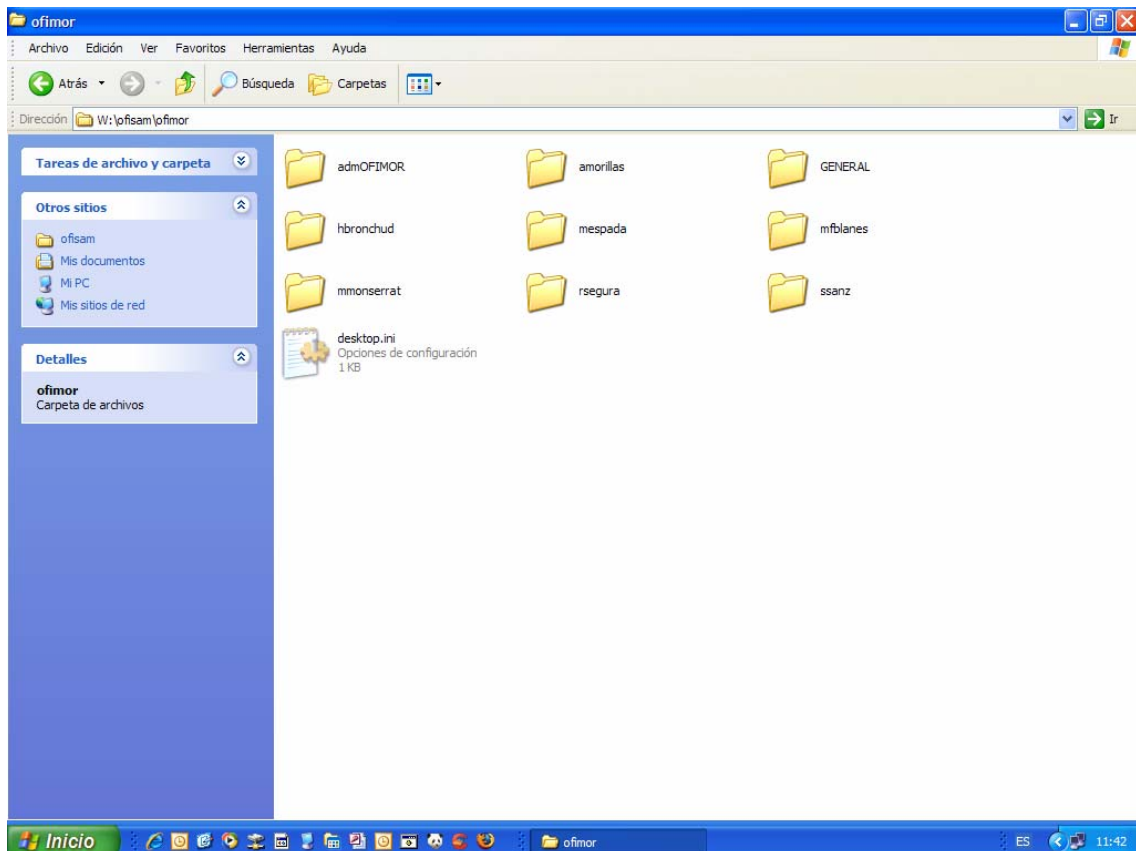 ofimor
Archivo Edición Ver Favoritos Herramientas Ayuda
Atrás Búsqueda Carpetas
Dirección W:\ofisam\ofimor Ir
Tareas de archivo y carpeta
Otros sitios
ofisam
Mis documentos
Mi PC
Mis sitios de red
Detalles
ofimor
Carpeta de archivos
admOFIMOR amorillas GENERAL
hbronchud mespada mfblanes
mmonserrat rsegura ssanz
desktop.ini
Opciones de configuración
1 KB
Inicio ofimor ES 11:42